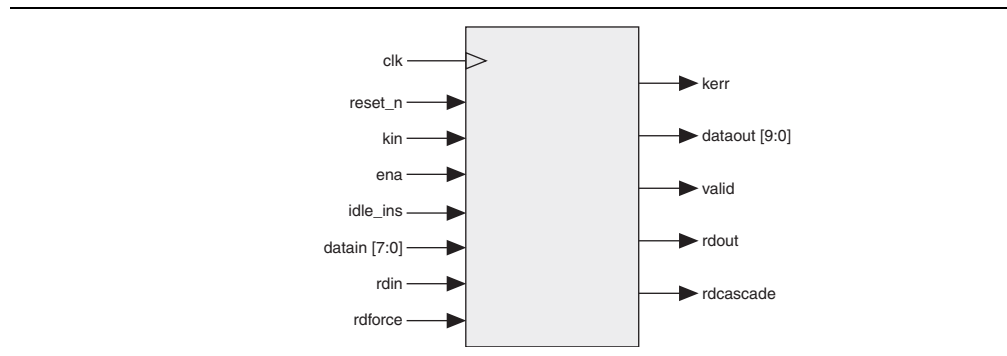 clk
reset_n
kin
ena
idle_ins
datain [7:0]
rdin
rdforce
kerr
dataout [9:0]
valid
rdout
rdcascade